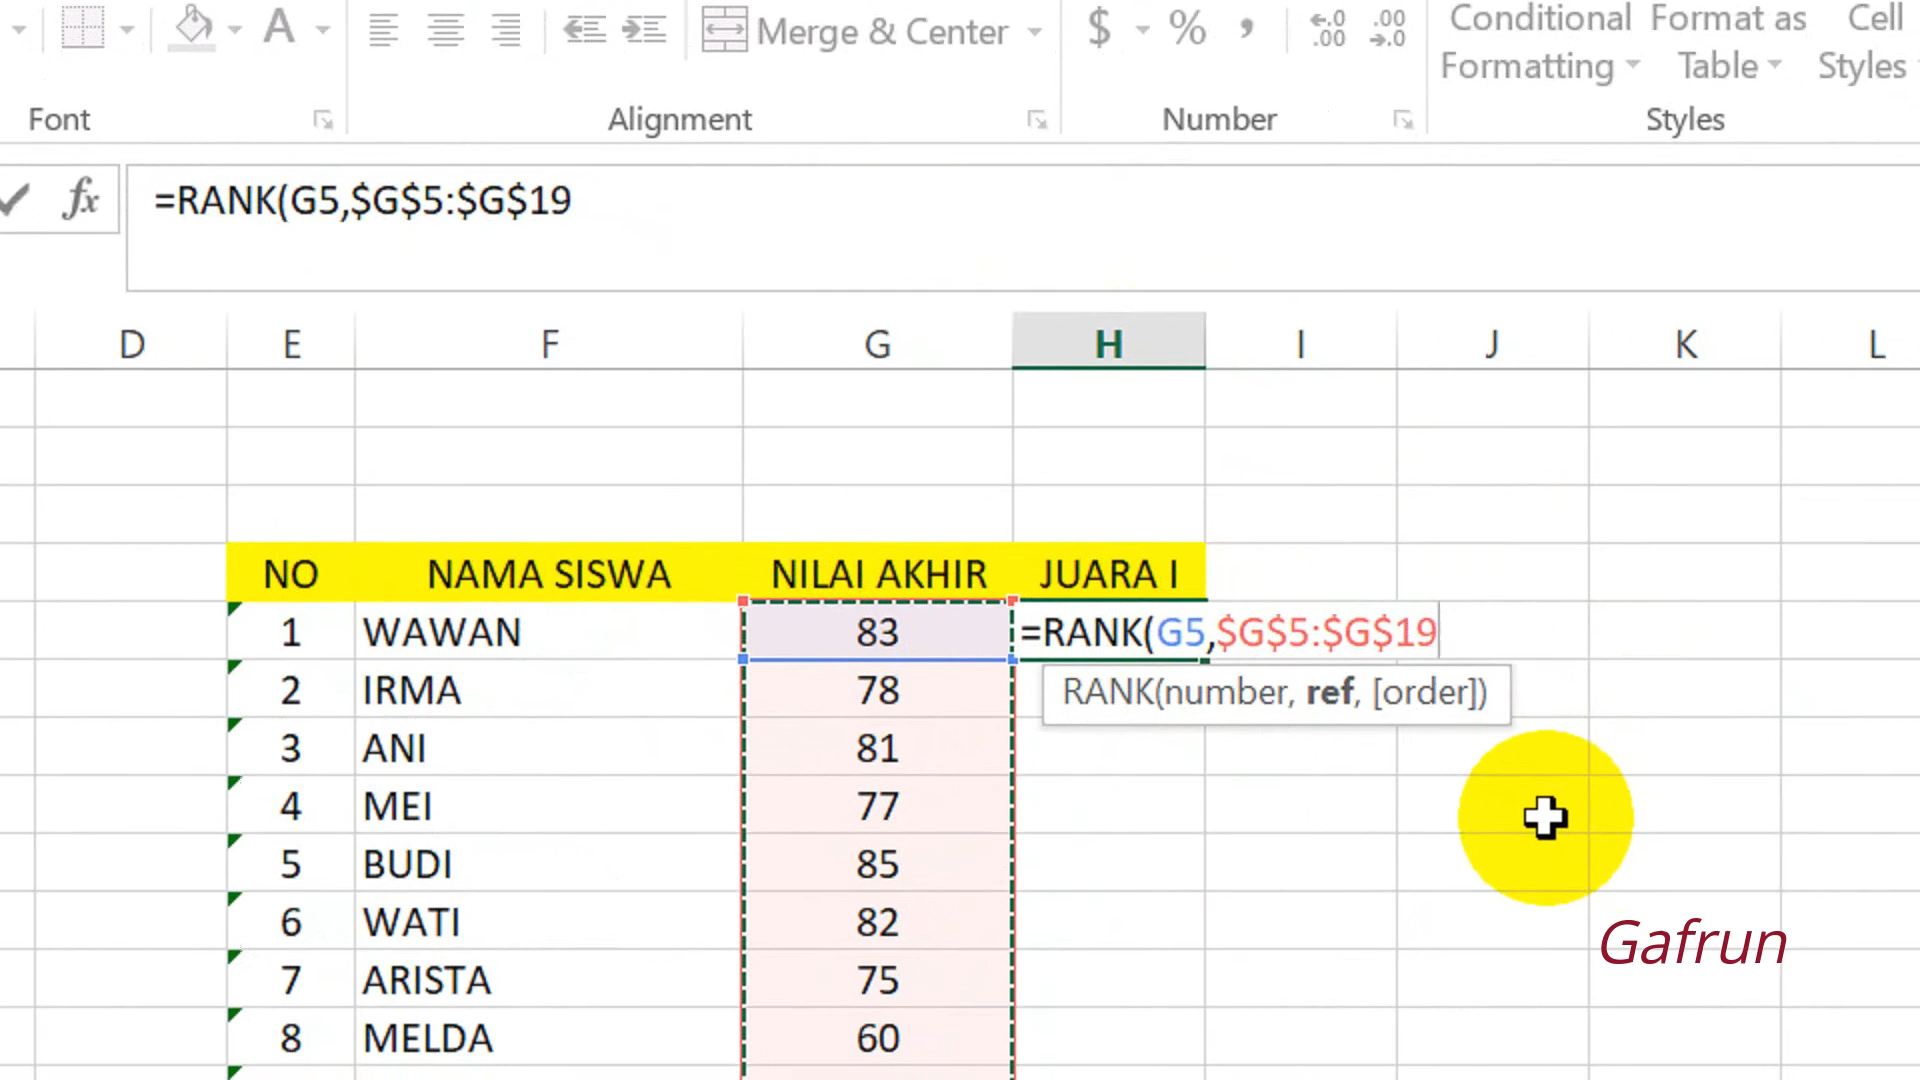 Merge & Center
$ % ,
Conditional Formatting
Format as Table
Cell Styles
Font
Alignment
Number
Styles
fx
=RANK(G5,$G$5:$G$19
D E F G H I J K L
NO NAMA SISWA NILAI AKHIR JUARA I
1 WAWAN 83 =RANK(G5,$G$5:$G$19
RANK(number, ref, [order])
2 IRMA 78
3 ANI 81
4 MEI 77
5 BUDI 85
6 WATI 82
7 ARISTA 75
8 MELDA 60
Gafrun